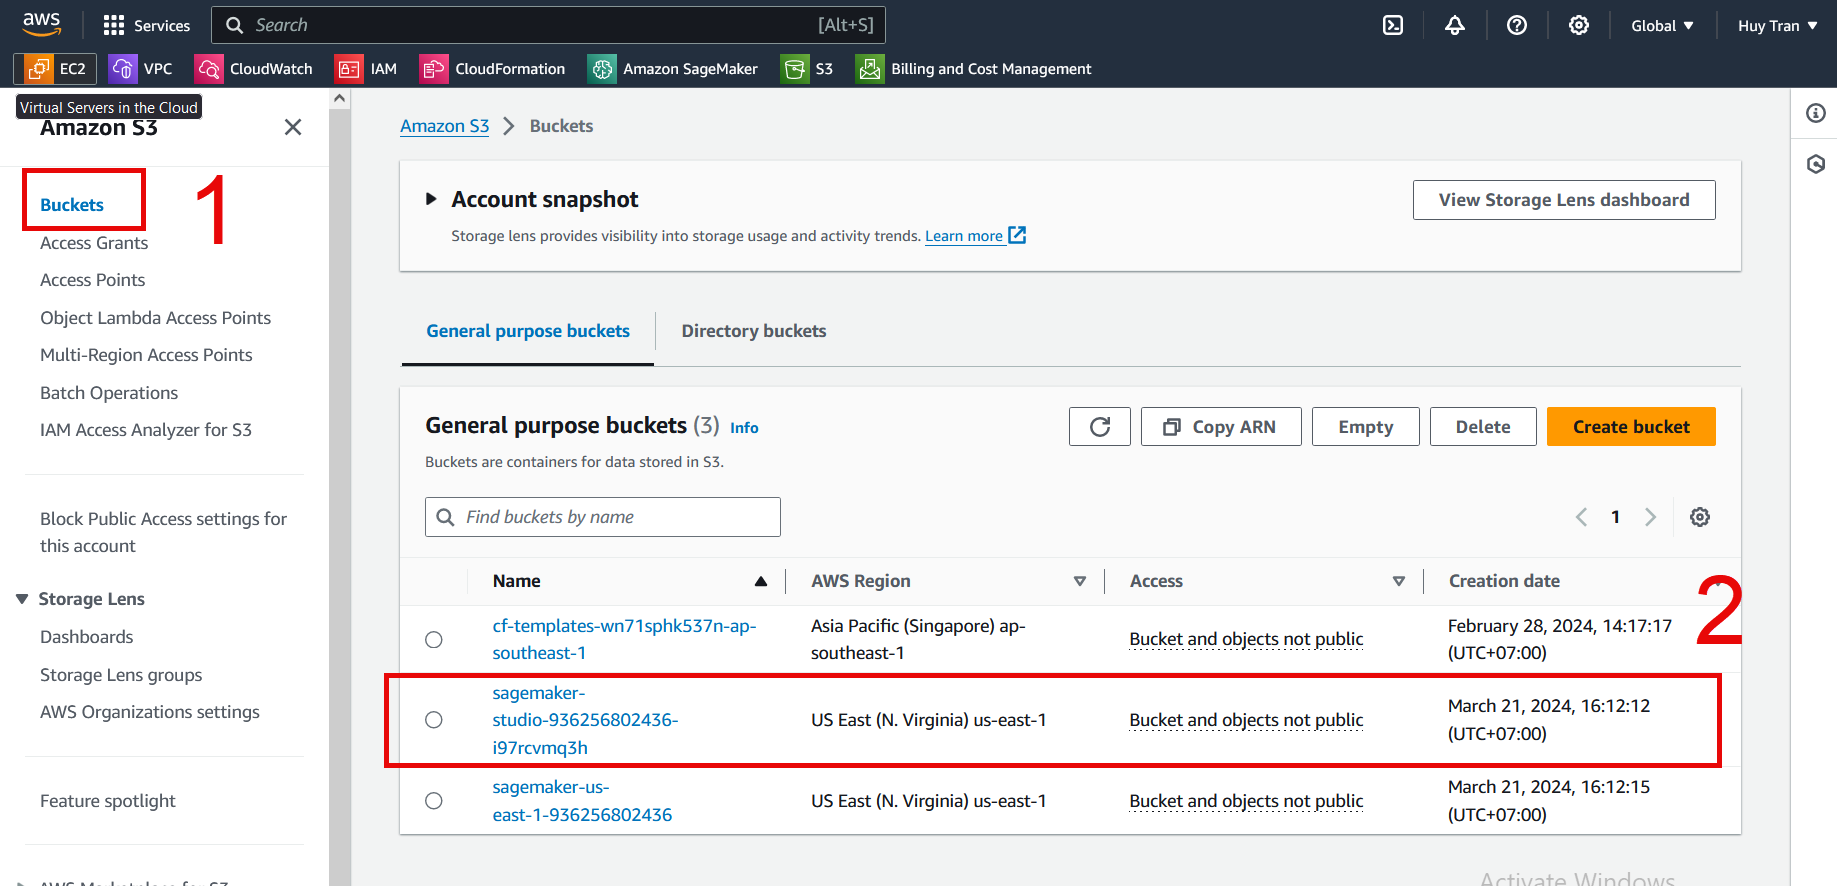 aws
Services
Search
[Alt+S]
Global
Huy Tran
EC2
VPC
CloudWatch
IAM
CloudFormation
Amazon SageMaker
S3
Billing and Cost Management
Virtual Servers in the Cloud
Amazon S3
Buckets
1
Access Grants
Access Points
Object Lambda Access Points
Multi-Region Access Points
Batch Operations
IAM Access Analyzer for S3
Block Public Access settings for
this account
Storage Lens
Dashboards
Storage Lens groups
AWS Organizations settings
Feature spotlight
AWS Marketplace for S3
Amazon S3 > Buckets
Account snapshot
View Storage Lens dashboard
Storage lens provides visibility into storage usage and activity trends. Learn more
General purpose buckets
Directory buckets
General purpose buckets (3) Info
Copy ARN
Empty
Delete
Create bucket
Buckets are containers for data stored in S3.
Find buckets by name
1
Name
AWS Region
Access
Creation date
2
cf-templates-wn71sphk537n-ap-
southeast-1
Asia Pacific (Singapore) ap-
southeast-1
Bucket and objects not public
February 28, 2024, 14:17:17
(UTC+07:00)
sagemaker-
studio-936256802436-
i97rcvmq3h
US East (N. Virginia) us-east-1
Bucket and objects not public
March 21, 2024, 16:12:12
(UTC+07:00)
sagemaker-us-
east-1-936256802436
US East (N. Virginia) us-east-1
Bucket and objects not public
March 21, 2024, 16:12:15
(UTC+07:00)
Activate Windows